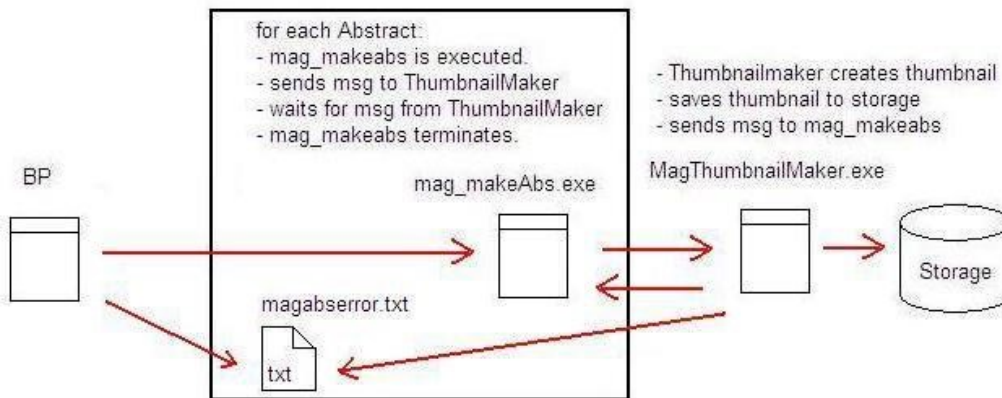 for each Abstract:
- mag_makeabs is executed.
- sends msg to ThumbnailMaker
- waits for msg from ThumbnailMaker
- mag_makeabs terminates.
- Thumbnailmaker creates thumbnail
- saves thumbnail to storage
- sends msg to mag_makeabs
BP
mag_makeAbs.exe
MagThumbnailMaker.exe
Storage
magabserror.txt
txt